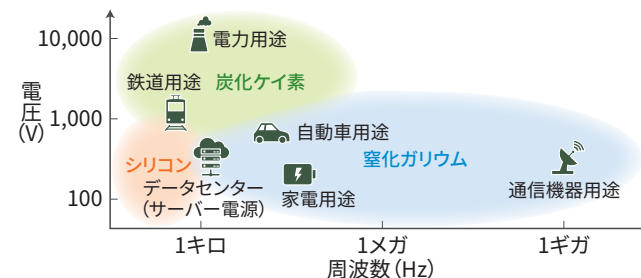 電圧(V)
10,000
1,000
100
電力用途
鉄道用途
炭化ケイ素
自動車用途
シリコン
窒化ガリウム
データセンター
(サーバー電源)
家電用途
通信機器用途
1キロ
1メガ
1ギガ
周波数(Hz)